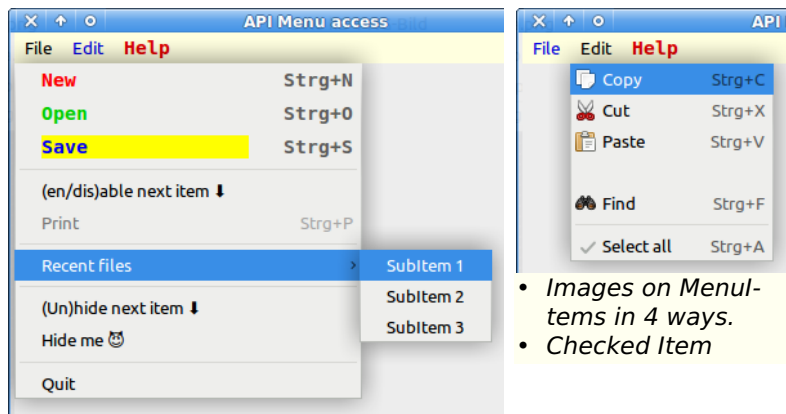 API Menu access
File Edit Help
New Strg+N
Open Strg+O
Save Strg+S
(en/dis)able next item ⬇
Print Strg+P
Recent files ›
SubItem 1
SubItem 2
SubItem 3
(Un)hide next item ⬇
Hide me 😈
Quit
API
File Edit Help
Copy Strg+C
Cut Strg+X
Paste Strg+V
Find Strg+F
✓ Select all Strg+A
• Images on MenuI-
tems in 4 ways.
• Checked Item